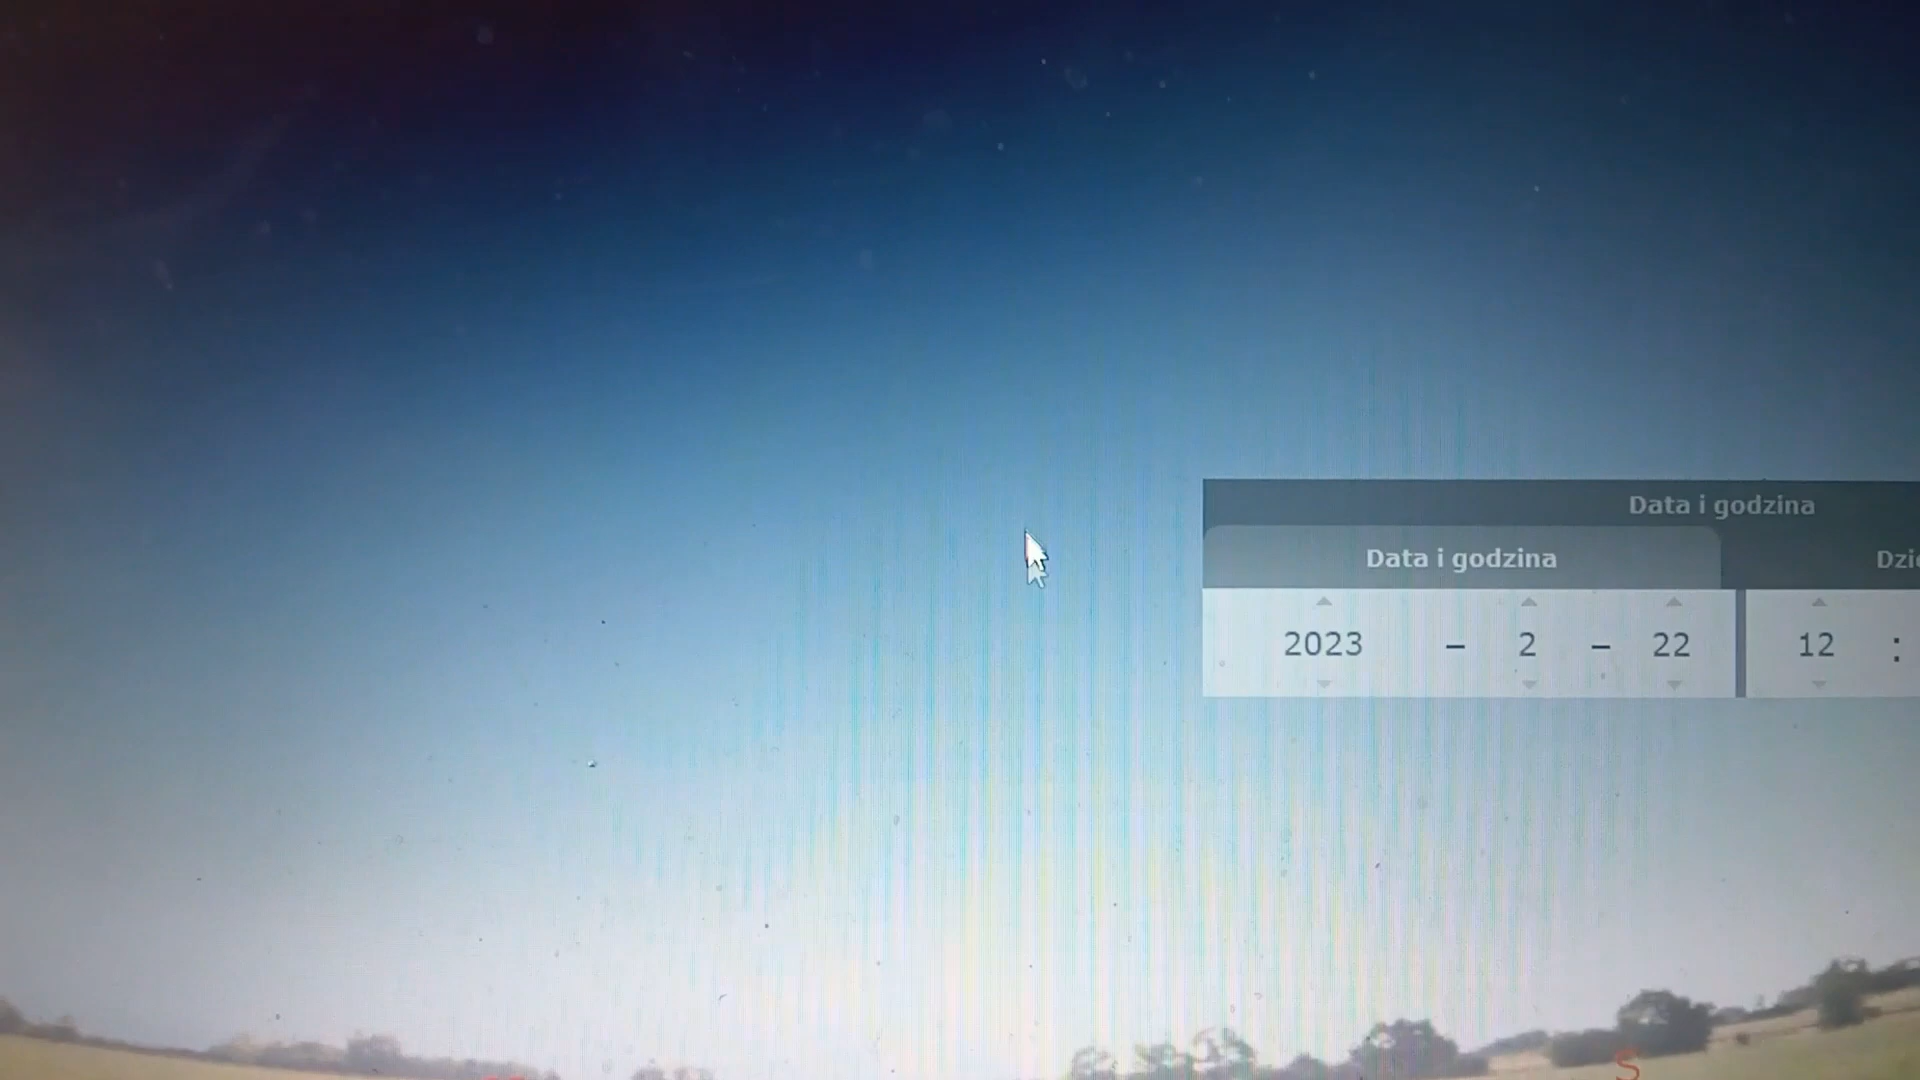 Data i godzina
Data i godzina
2023 – 2 – 22 12 :
S